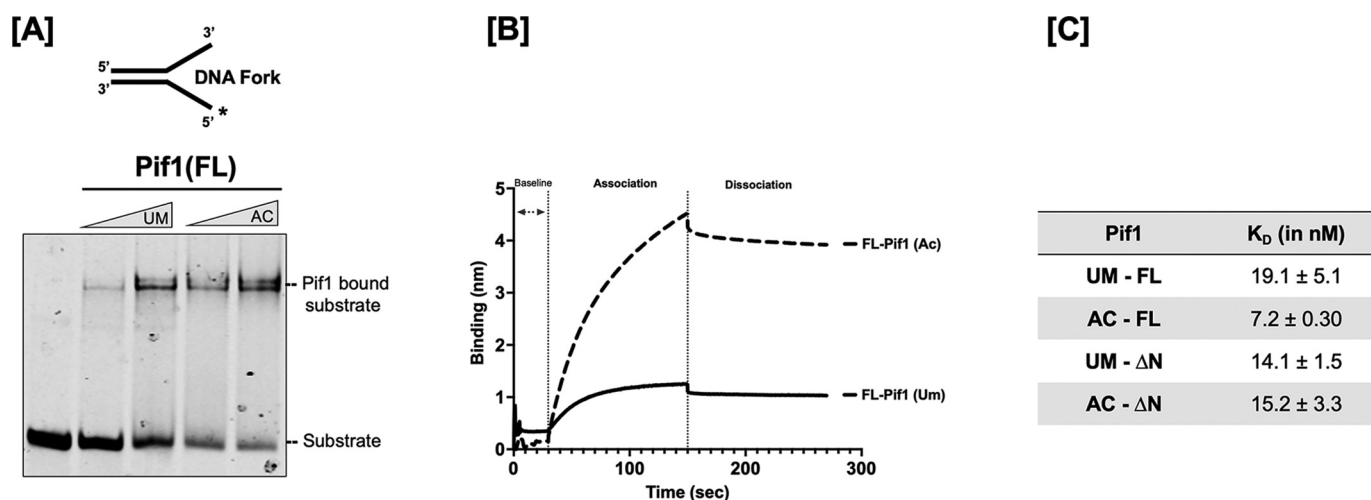 [A]
3'
5'
3'
DNA Fork
*
5'
Pif1(FL)
UM
AC
Pif1 bound
substrate
Substrate
[B]
Baseline
Association
Dissociation
5
4
3
2
1
0
0
100
200
300
Binding (nm)
Time (sec)
FL-Pif1 (Ac)
FL-Pif1 (Um)
[C]
Pif1 K_D (in nM)
UM - FL 19.1 ± 5.1
AC - FL 7.2 ± 0.30
UM - ΔN 14.1 ± 1.5
AC - ΔN 15.2 ± 3.3